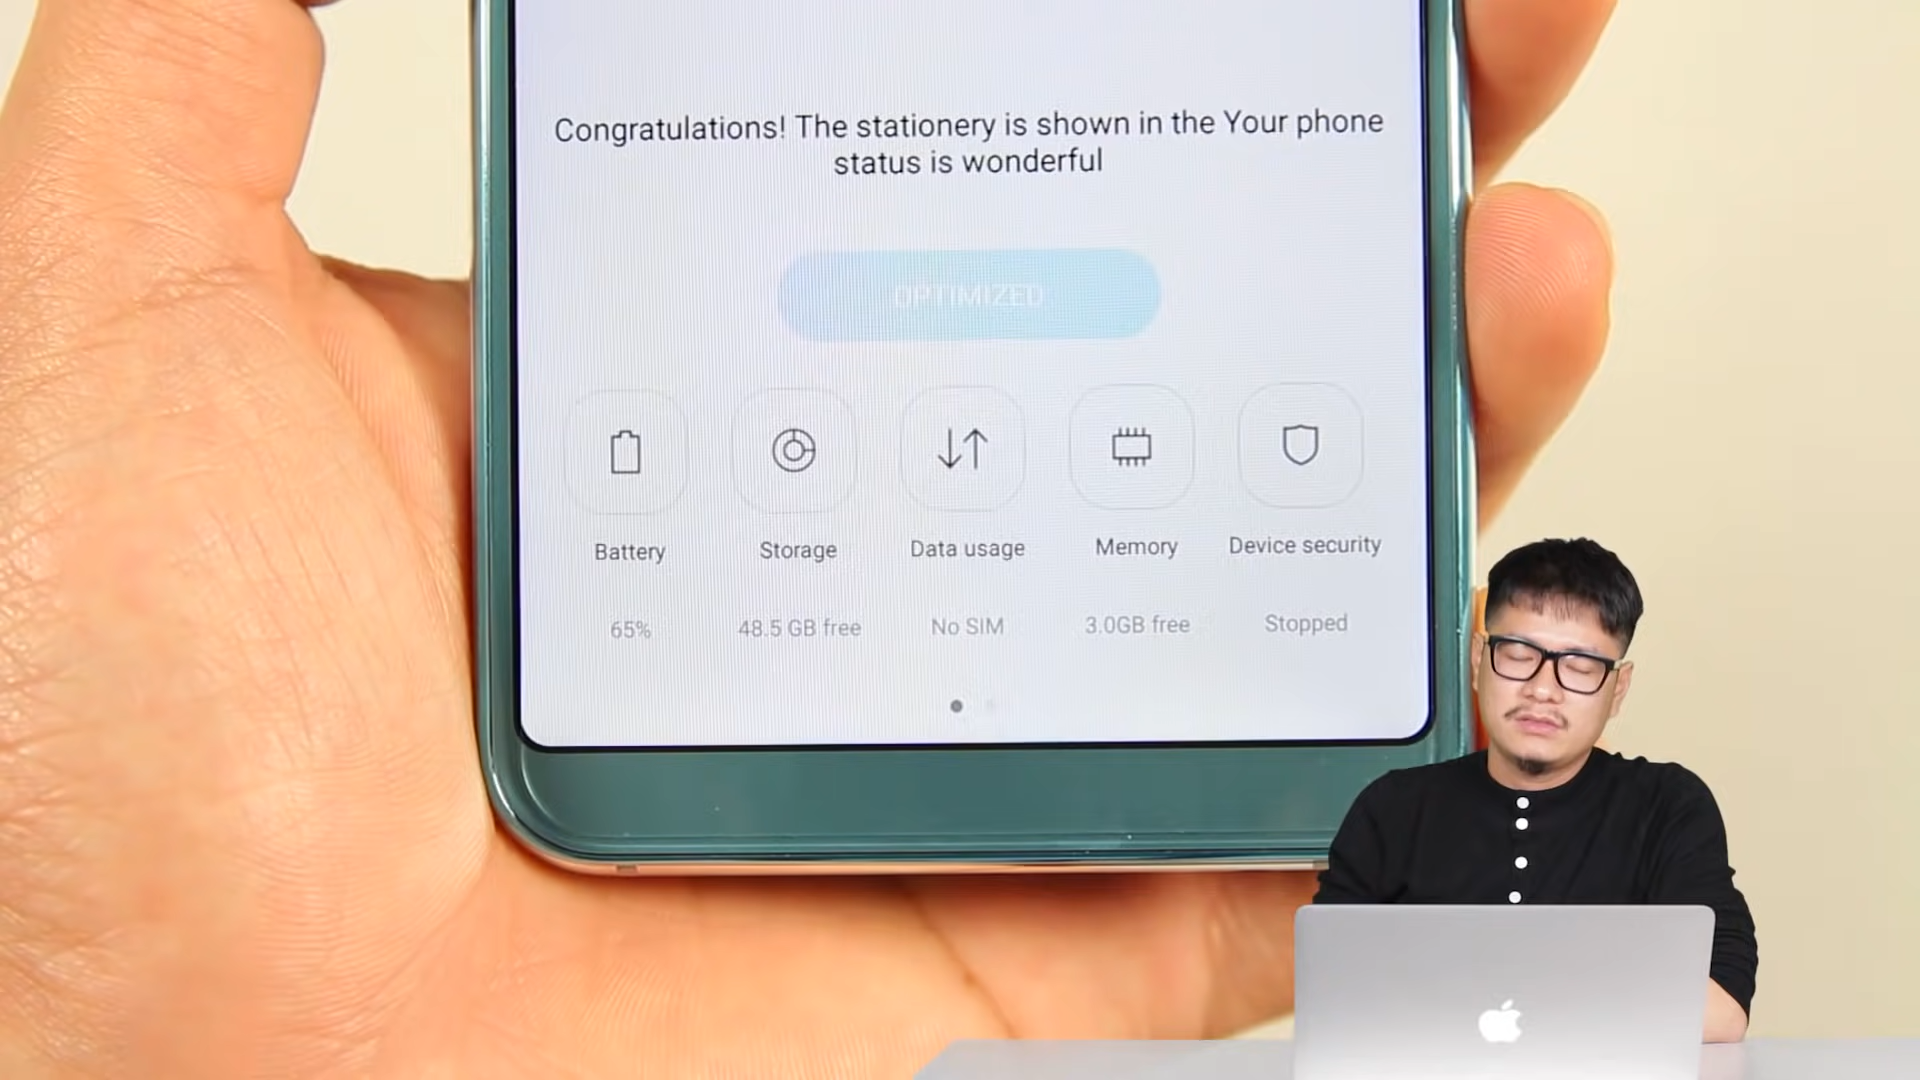 Congratulations! The stationery is shown in the Your phone
status is wonderful
OPTIMIZED
Battery
Storage
Data usage
Memory
Device security
65%
48.5 GB free
No SIM
3.0GB free
Stopped